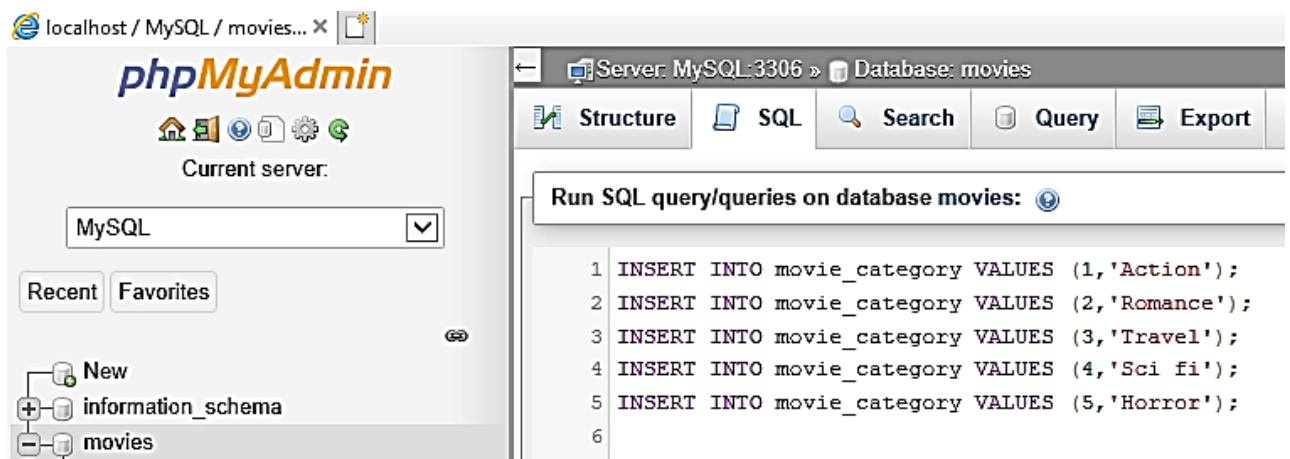 localhost / MySQL / movies...
phpMyAdmin
Current server:
MySQL
Recent Favorites
New
information_schema
movies
Server: MySQL:3306 » Database: movies
Structure SQL Search Query Export
Run SQL query/queries on database movies:
1 INSERT INTO movie_category VALUES (1,'Action');
2 INSERT INTO movie_category VALUES (2,'Romance');
3 INSERT INTO movie_category VALUES (3,'Travel');
4 INSERT INTO movie_category VALUES (4,'Sci fi');
5 INSERT INTO movie_category VALUES (5,'Horror');
6